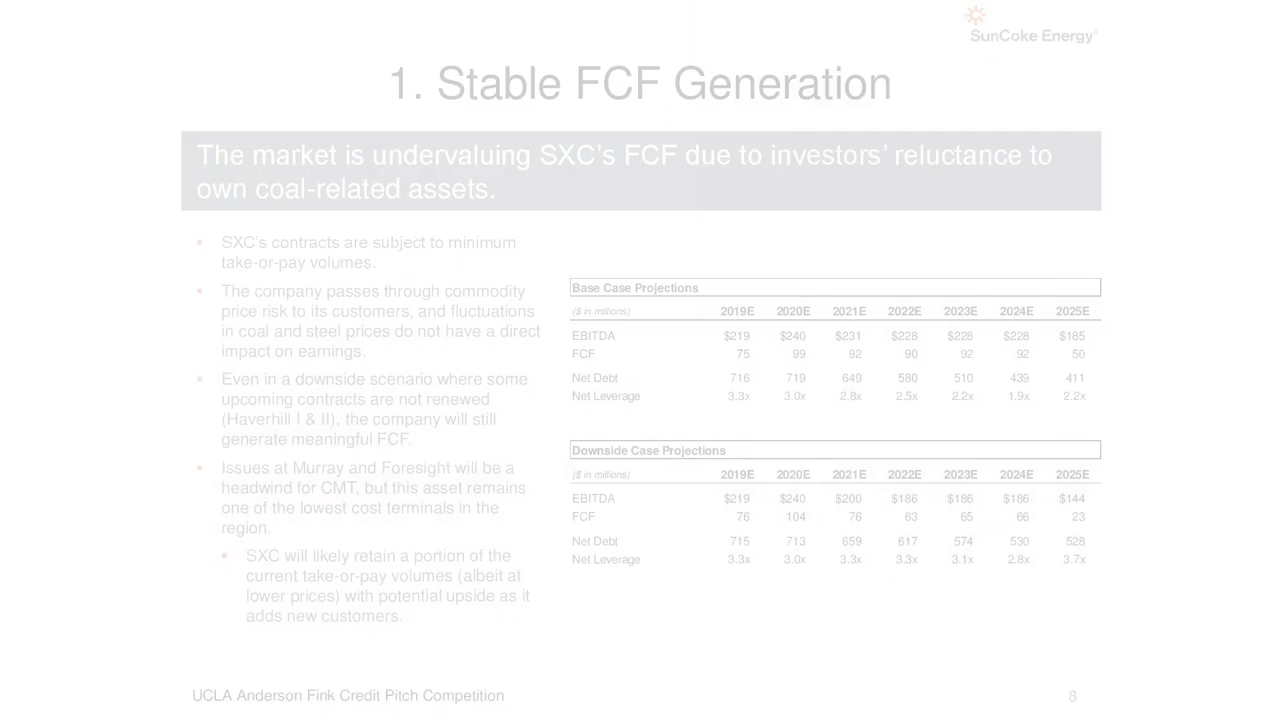 SunCoke Energy®
1. Stable FCF Generation
The market is undervaluing SXC’s FCF due to investors’ reluctance to
own coal-related assets.
▪ SXC’s contracts are subject to minimum
take-or-pay volumes.
▪ The company passes through commodity
price risk to its customers, and fluctuations
in coal and steel prices do not have a direct
impact on earnings.
▪ Even in a downside scenario where some
upcoming contracts are not renewed
(Haverhill I & II), the company will still
generate meaningful FCF.
▪ Issues at Murray and Foresight will be a
headwind for CMT, but this asset remains
one of the lowest cost terminals in the
region.
▪ SXC will likely retain a portion of the
current take-or-pay volumes (albeit at
lower prices) with potential upside as it
adds new customers.
Base Case Projections
($ in millions) 2019E 2020E 2021E 2022E 2023E 2024E 2025E
EBITDA $219 $240 $231 $228 $228 $228 $185
FCF 75 99 92 90 92 92 50
Net Debt 716 719 649 580 510 439 411
Net Leverage 3.3x 3.0x 2.8x 2.5x 2.2x 1.9x 2.2x
Downside Case Projections
($ in millions) 2019E 2020E 2021E 2022E 2023E 2024E 2025E
EBITDA $219 $240 $200 $186 $186 $186 $144
FCF 76 104 76 63 65 66 23
Net Debt 715 713 659 617 574 530 528
Net Leverage 3.3x 3.0x 3.3x 3.3x 3.1x 2.8x 3.7x
UCLA Anderson Fink Credit Pitch Competition 8